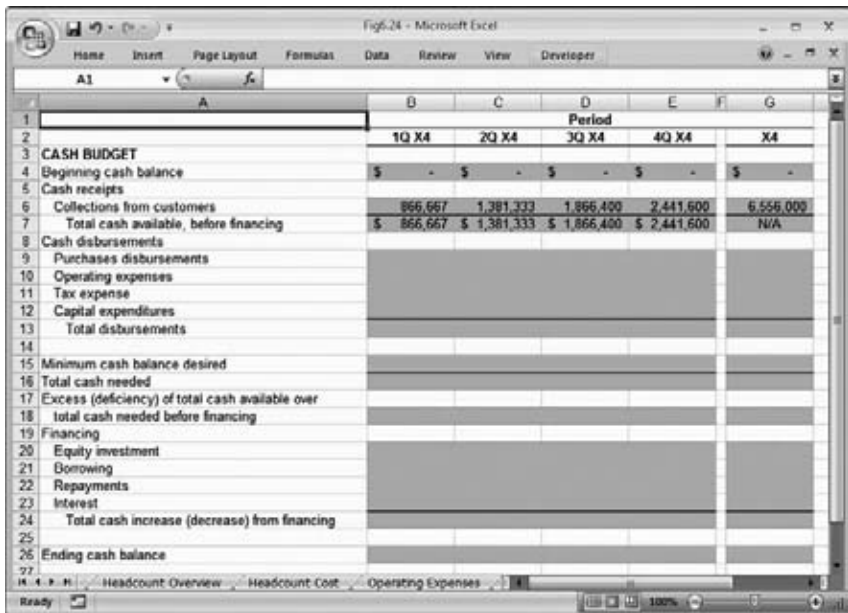 Fig6.24 - Microsoft Excel
Home Insert Page Layout Formulas Data Review View Developer
A1 fx
A B C D E F G
1 Period
2 1Q X4 2Q X4 3Q X4 4Q X4 X4
3 CASH BUDGET
4 Beginning cash balance $ - $ - $ - $ - $ -
5 Cash receipts
6 Collections from customers 866,667 1,381,333 1,866,400 2,441,600 6,556,000
7 Total cash available, before financing $ 866,667 $ 1,381,333 $ 1,866,400 $ 2,441,600 N/A
8 Cash disbursements
9 Purchases disbursements
10 Operating expenses
11 Tax expense
12 Capital expenditures
13 Total disbursements
14
15 Minimum cash balance desired
16 Total cash needed
17 Excess (deficiency) of total cash available over
18 total cash needed before financing
19 Financing
20 Equity investment
21 Borrowing
22 Repayments
23 Interest
24 Total cash increase (decrease) from financing
25
26 Ending cash balance
27
Headcount Overview Headcount Cost Operating Expenses
Ready 100%